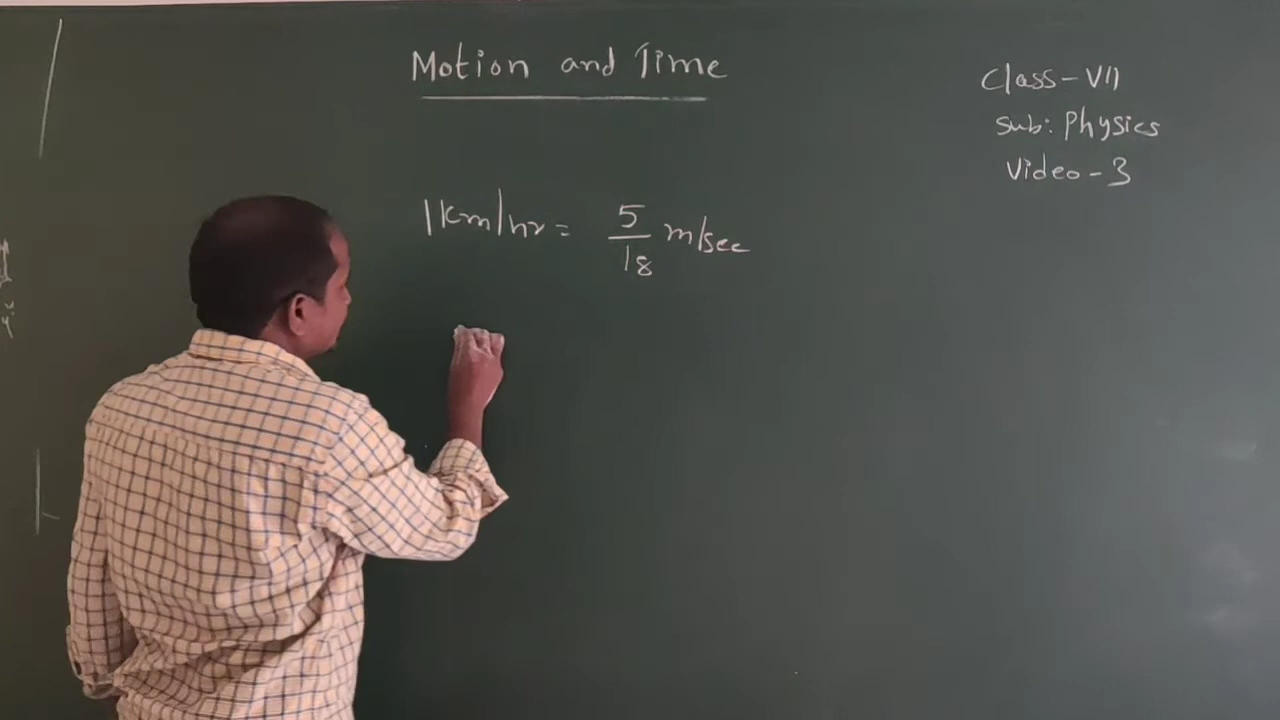 Motion and Time
Class-VII
Sub: Physics
Video-3
1km/hr = 5/18 m/sec